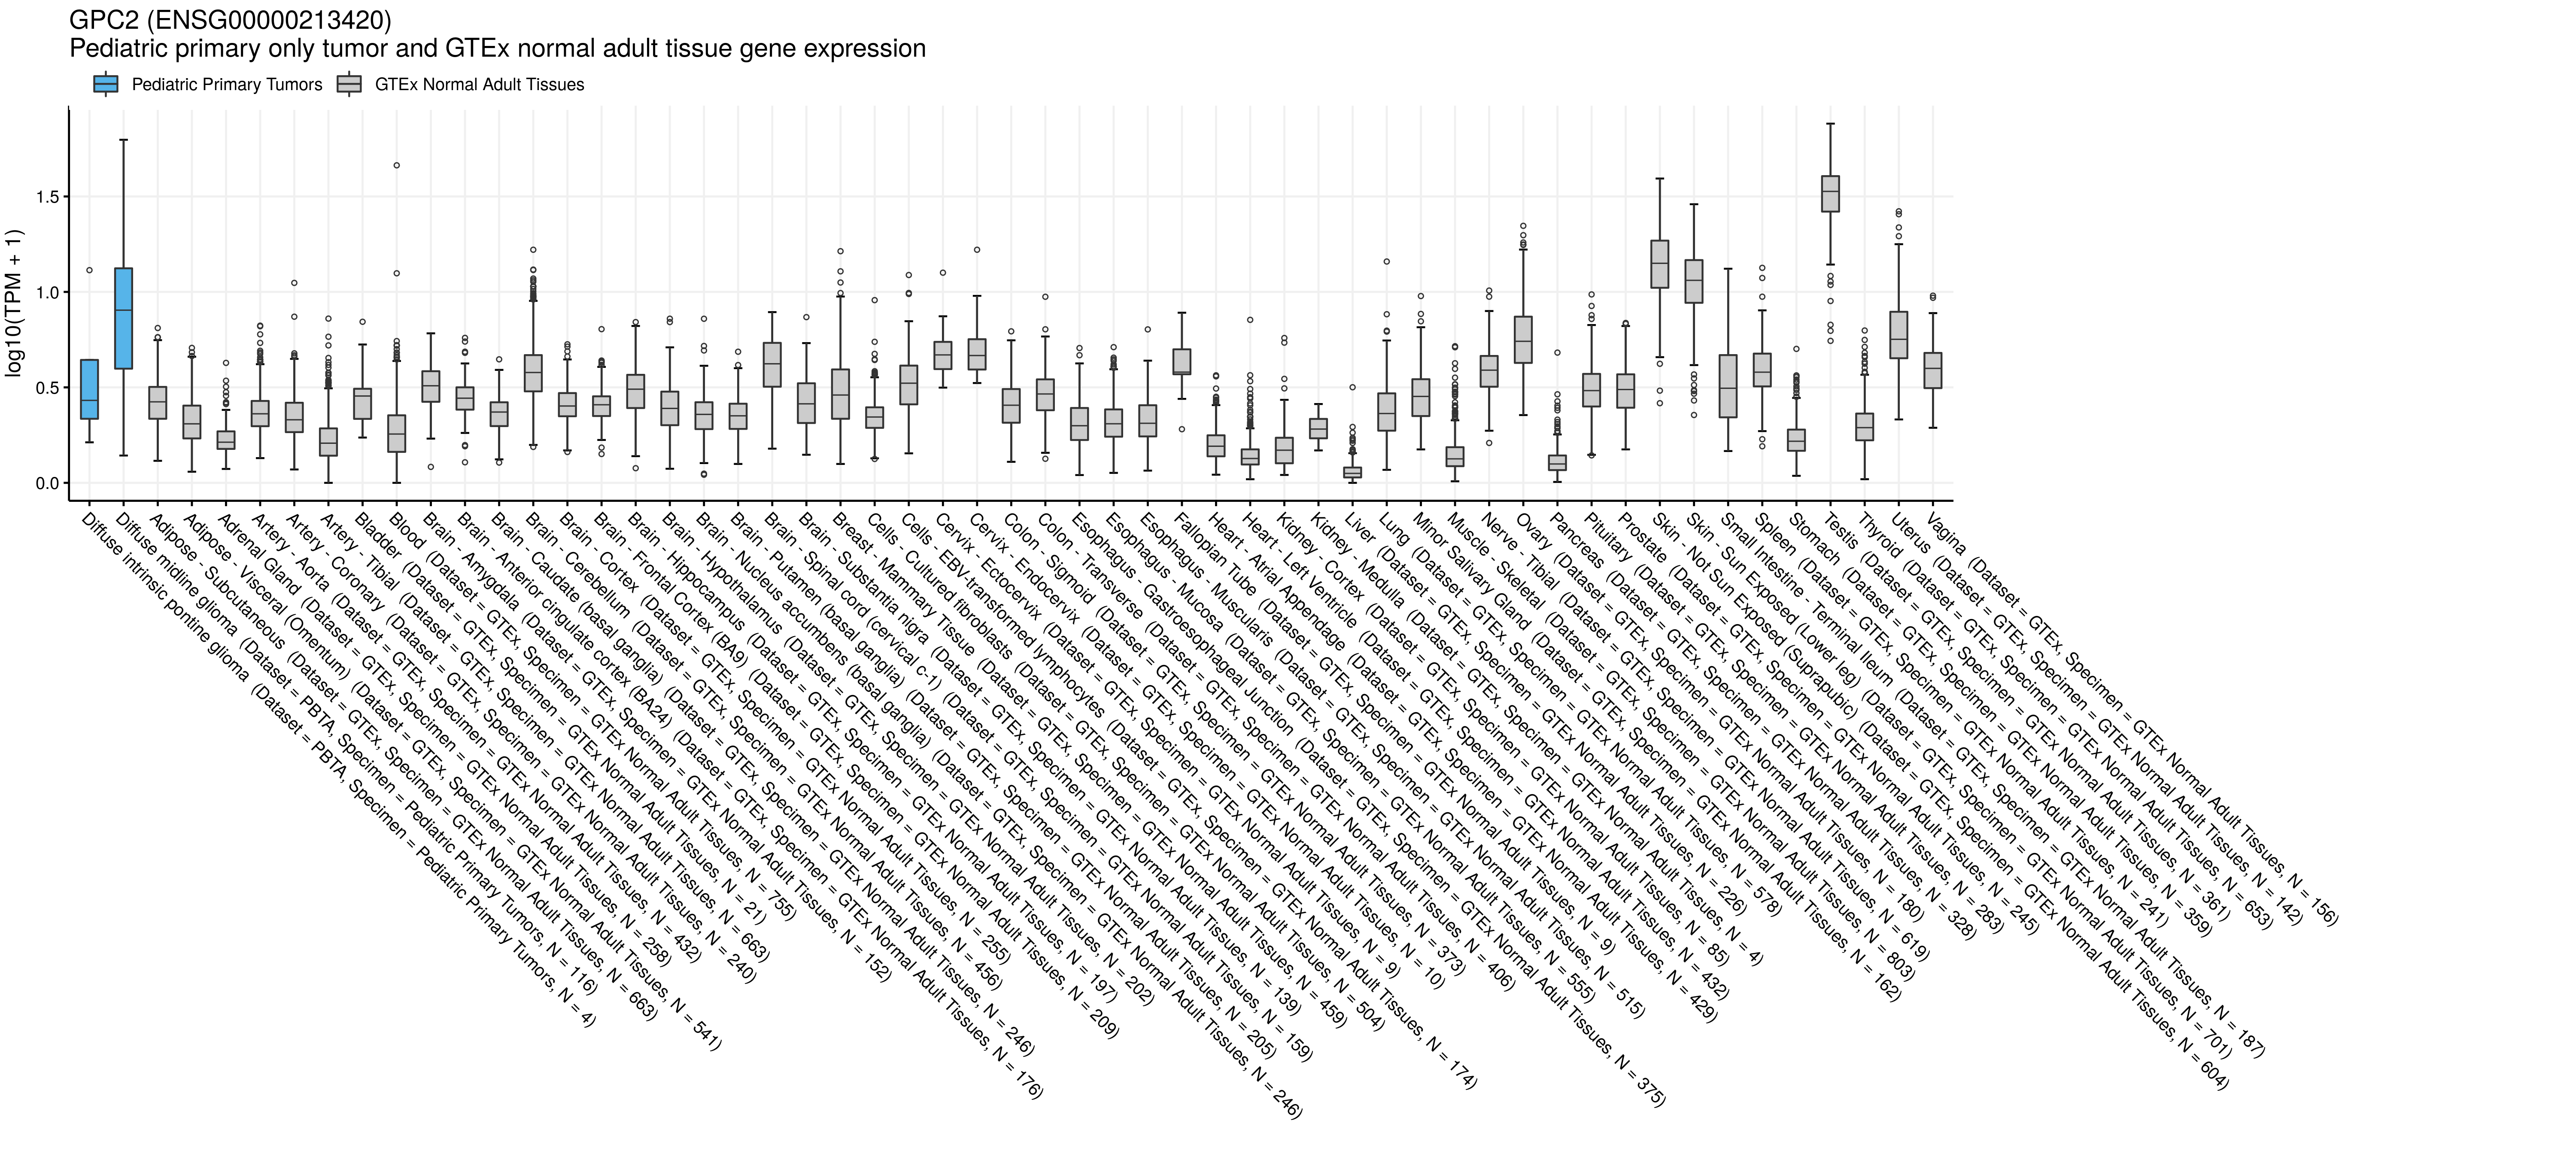 GPC2 (ENSG00000213420)
Pediatric primary only tumor and GTEx normal adult tissue gene expression
Pediatric Primary Tumors
GTEx Normal Adult Tissues
log10(TPM + 1)
1.5
1.0
0.5
0.0
Diffuse intrinsic pontine glioma (Dataset = PBTA, Specimen = Pediatric Primary Tumors, N = 4)
Diffuse midline glioma (Dataset = PBTA, Specimen = Pediatric Primary Tumors, N = 116)
Adipose - Subcutaneous (Dataset = GTEx, Specimen = GTEx Normal Adult Tissues, N = 663)
Adipose - Visceral (Omentum) (Dataset = GTEx, Specimen = GTEx Normal Adult Tissues, N = 541)
Adrenal Gland (Dataset = GTEx, Specimen = GTEx Normal Adult Tissues, N = 258)
Artery - Aorta (Dataset = GTEx, Specimen = GTEx Normal Adult Tissues, N = 432)
Artery - Coronary (Dataset = GTEx, Specimen = GTEx Normal Adult Tissues, N = 240)
Artery - Tibial (Dataset = GTEx, Specimen = GTEx Normal Adult Tissues, N = 663)
Bladder (Dataset = GTEx, Specimen = GTEx Normal Adult Tissues, N = 21)
Blood (Dataset = GTEx, Specimen = GTEx Normal Adult Tissues, N = 755)
Brain - Amygdala (Dataset = GTEx, Specimen = GTEx Normal Adult Tissues, N = 152)
Brain - Anterior cingulate cortex (BA24) (Dataset = GTEx, Specimen = GTEx Normal Adult Tissues, N = 176)
Brain - Caudate (basal ganglia) (Dataset = GTEx, Specimen = GTEx Normal Adult Tissues, N = 246)
Brain - Cerebellum (Dataset = GTEx, Specimen = GTEx Normal Adult Tissues, N = 456)
Brain - Cortex (Dataset = GTEx, Specimen = GTEx Normal Adult Tissues, N = 255)
Brain - Frontal Cortex (BA9) (Dataset = GTEx, Specimen = GTEx Normal Adult Tissues, N = 209)
Brain - Hippocampus (Dataset = GTEx, Specimen = GTEx Normal Adult Tissues, N = 197)
Brain - Hypothalamus (Dataset = GTEx, Specimen = GTEx Normal Adult Tissues, N = 202)
Brain - Nucleus accumbens (basal ganglia) (Dataset = GTEx, Specimen = GTEx Normal Adult Tissues, N = 246)
Brain - Putamen (basal ganglia) (Dataset = GTEx, Specimen = GTEx Normal Adult Tissues, N = 205)
Brain - Spinal cord (cervical c-1) (Dataset = GTEx, Specimen = GTEx Normal Adult Tissues, N = 159)
Brain - Substantia nigra (Dataset = GTEx, Specimen = GTEx Normal Adult Tissues, N = 139)
Breast - Mammary Tissue (Dataset = GTEx, Specimen = GTEx Normal Adult Tissues, N = 459)
Cells - Cultured fibroblasts (Dataset = GTEx, Specimen = GTEx Normal Adult Tissues, N = 504)
Cells - EBV-transformed lymphocytes (Dataset = GTEx, Specimen = GTEx Normal Adult Tissues, N = 174)
Cervix - Ectocervix (Dataset = GTEx, Specimen = GTEx Normal Adult Tissues, N = 9)
Cervix - Endocervix (Dataset = GTEx, Specimen = GTEx Normal Adult Tissues, N = 10)
Colon - Sigmoid (Dataset = GTEx, Specimen = GTEx Normal Adult Tissues, N = 373)
Colon - Transverse (Dataset = GTEx, Specimen = GTEx Normal Adult Tissues, N = 406)
Esophagus - Gastroesophageal Junction (Dataset = GTEx, Specimen = GTEx Normal Adult Tissues, N = 375)
Esophagus - Mucosa (Dataset = GTEx, Specimen = GTEx Normal Adult Tissues, N = 555)
Esophagus - Muscularis (Dataset = GTEx, Specimen = GTEx Normal Adult Tissues, N = 515)
Fallopian Tube (Dataset = GTEx, Specimen = GTEx Normal Adult Tissues, N = 9)
Heart - Atrial Appendage (Dataset = GTEx, Specimen = GTEx Normal Adult Tissues, N = 429)
Heart - Left Ventricle (Dataset = GTEx, Specimen = GTEx Normal Adult Tissues, N = 432)
Kidney - Cortex (Dataset = GTEx, Specimen = GTEx Normal Adult Tissues, N = 85)
Kidney - Medulla (Dataset = GTEx, Specimen = GTEx Normal Adult Tissues, N = 4)
Liver (Dataset = GTEx, Specimen = GTEx Normal Adult Tissues, N = 226)
Lung (Dataset = GTEx, Specimen = GTEx Normal Adult Tissues, N = 578)
Minor Salivary Gland (Dataset = GTEx, Specimen = GTEx Normal Adult Tissues, N = 162)
Muscle - Skeletal (Dataset = GTEx, Specimen = GTEx Normal Adult Tissues, N = 803)
Nerve - Tibial (Dataset = GTEx, Specimen = GTEx Normal Adult Tissues, N = 619)
Ovary (Dataset = GTEx, Specimen = GTEx Normal Adult Tissues, N = 180)
Pancreas (Dataset = GTEx, Specimen = GTEx Normal Adult Tissues, N = 328)
Pituitary (Dataset = GTEx, Specimen = GTEx Normal Adult Tissues, N = 283)
Prostate (Dataset = GTEx, Specimen = GTEx Normal Adult Tissues, N = 245)
Skin - Not Sun Exposed (Suprapubic) (Dataset = GTEx, Specimen = GTEx Normal Adult Tissues, N = 604)
Skin - Sun Exposed (Lower leg) (Dataset = GTEx, Specimen = GTEx Normal Adult Tissues, N = 701)
Small Intestine - Terminal Ileum (Dataset = GTEx, Specimen = GTEx Normal Adult Tissues, N = 187)
Spleen (Dataset = GTEx, Specimen = GTEx Normal Adult Tissues, N = 241)
Stomach (Dataset = GTEx, Specimen = GTEx Normal Adult Tissues, N = 359)
Testis (Dataset = GTEx, Specimen = GTEx Normal Adult Tissues, N = 361)
Thyroid (Dataset = GTEx, Specimen = GTEx Normal Adult Tissues, N = 653)
Uterus (Dataset = GTEx, Specimen = GTEx Normal Adult Tissues, N = 142)
Vagina (Dataset = GTEx, Specimen = GTEx Normal Adult Tissues, N = 156)